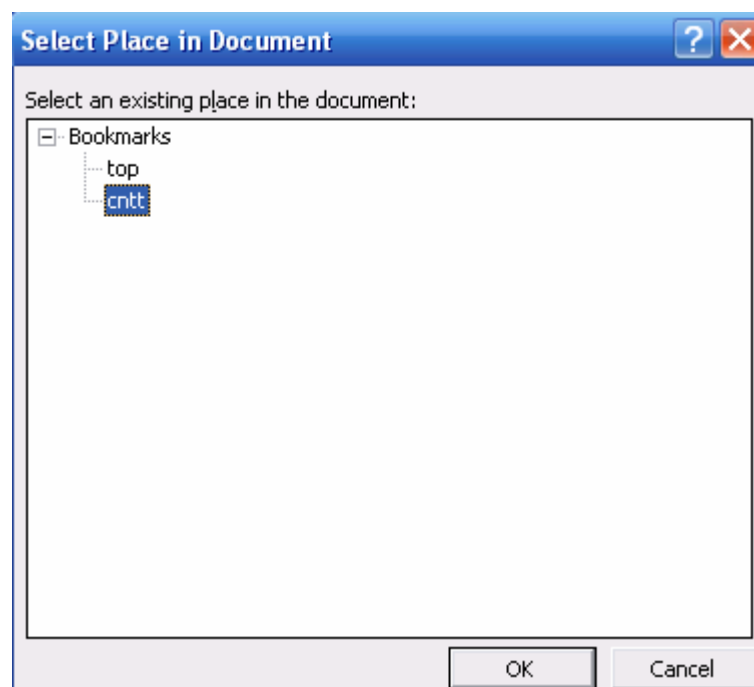 Select Place in Document
Select an existing place in the document:
Bookmarks
top
cntt
OK
Cancel